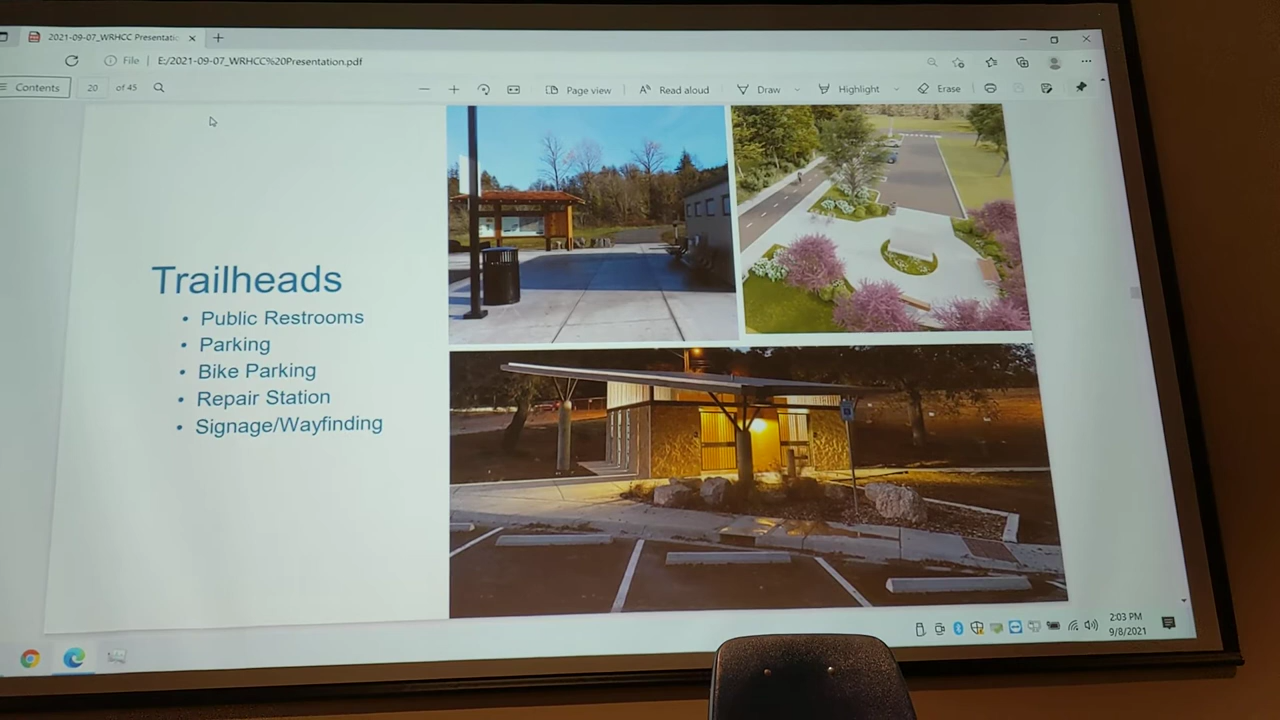 2021-09-07_WRHCC Presentatic
File | E:/2021-09-07_WRHCC%20Presentation.pdf
Contents 20 of 45 Page view Read aloud Draw Highlight Erase
Trailheads
• Public Restrooms
• Parking
• Bike Parking
• Repair Station
• Signage/Wayfinding
2:03 PM
9/8/2021